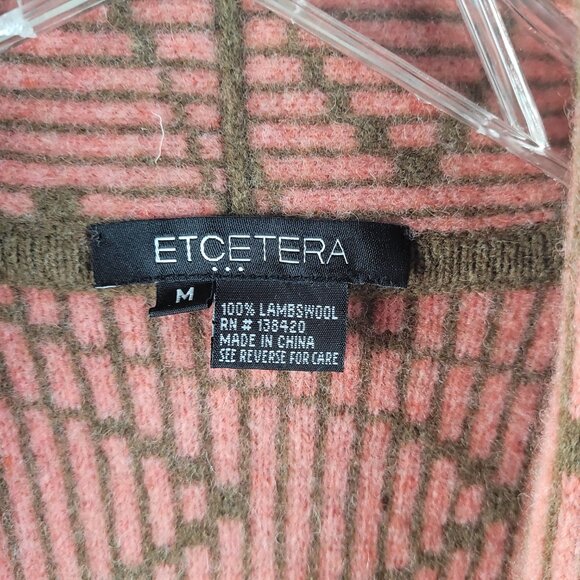 ETCETERA
M
100% LAMBSWOOL
RN # 138420
MADE IN CHINA
SEE REVERSE FOR CARE